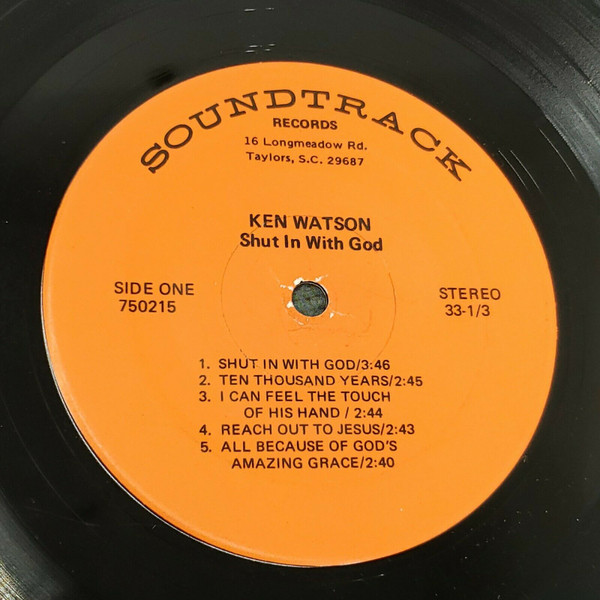 SOUNDTRACK
RECORDS
16 Longmeadow Rd.
Taylors, S.C. 29687
KEN WATSON
Shut In With God
SIDE ONE
750215
STEREO
33-1/3
1. SHUT IN WITH GOD/3:46
2. TEN THOUSAND YEARS/2:45
3. I CAN FEEL THE TOUCH
OF HIS HAND / 2:44
4. REACH OUT TO JESUS/2:43
5. ALL BECAUSE OF GOD'S
AMAZING GRACE/2:40